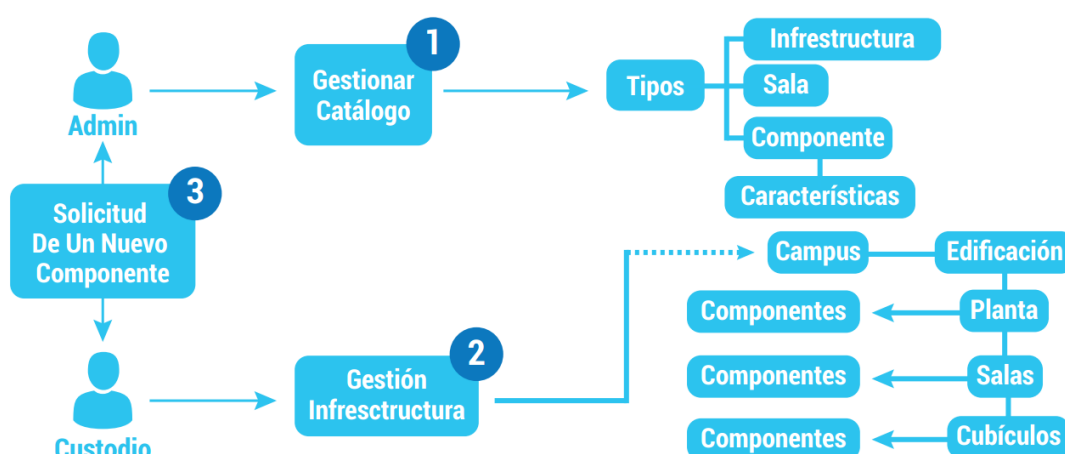 Admin
1
Gestionar
Catálogo
Tipos
Infrestructura
Sala
Componente
Características
3
Solicitud
De Un Nuevo
Componente
Campus
Edificación
Componentes
Planta
2
Gestión
Infresctructura
Componentes
Salas
Custodio
Componentes
Cubículos